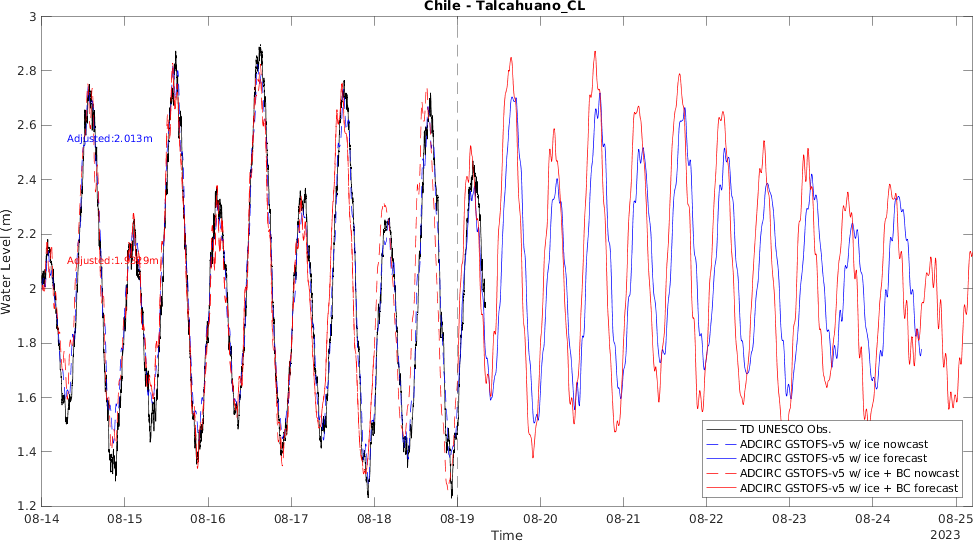 Chile - Talcahuano_CL
3
2.8
2.6
2.4
2.2
2
1.8
1.6
1.4
1.2
Water Level (m)
Adjusted:2.013m
TD UNESCO Obs.
ADCIRC GSTOFS-v5 w/ ice nowcast
ADCIRC GSTOFS-v5 w/ ice forecast
ADCIRC GSTOFS-v5 w/ ice + BC nowcast
ADCIRC GSTOFS-v5 w/ ice + BC forecast
08-14 08-15 08-16 08-17 08-18 08-19 08-20 08-21 08-22 08-23 08-24 08-25
Time
2023